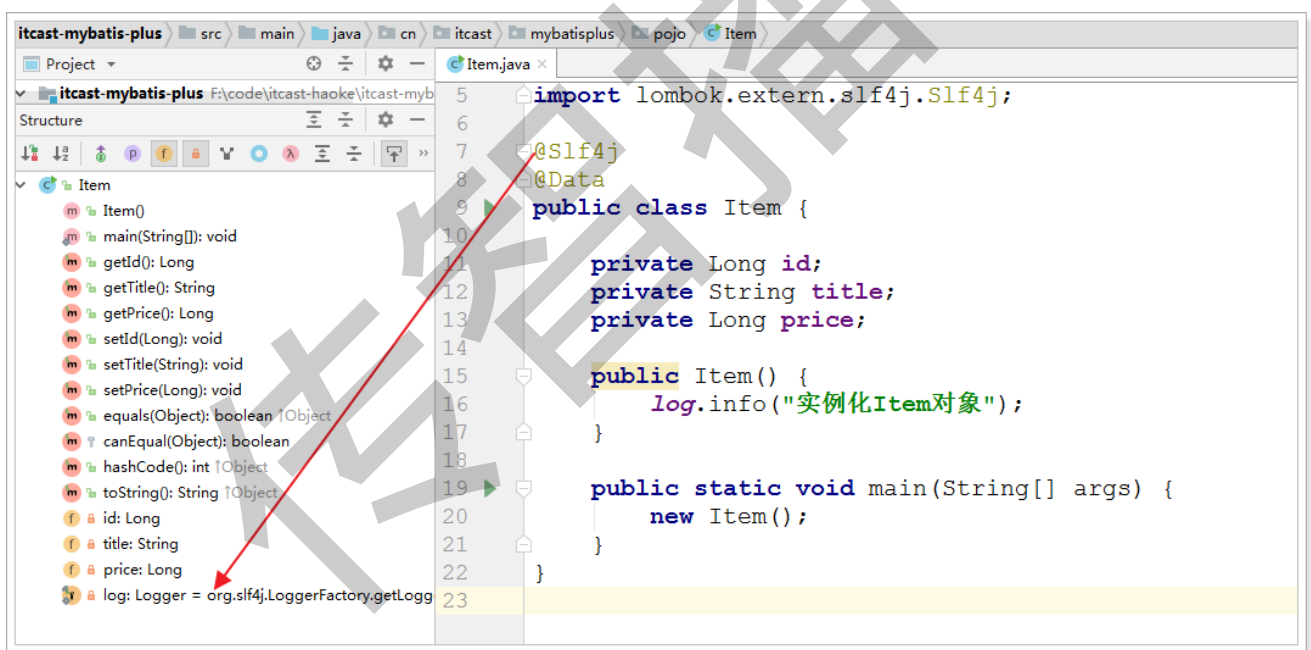 itcast-mybatis-plus src main java cn itcast mybatisplus pojo Item
Project
Item.java
itcast-mybatis-plus F:\code\itcast-haoke\itcast-myb
Structure
Item
Item()
main(String[]): void
getId(): Long
getTitle(): String
getPrice(): Long
setId(Long): void
setTitle(String): void
setPrice(Long): void
equals(Object): boolean ↑Object
canEqual(Object): boolean
hashCode(): int ↑Object
toString(): String ↑Object
id: Long
title: String
price: Long
log: Logger = org.slf4j.LoggerFactory.getLogg
5 import lombok.extern.slf4j.Slf4j;
6
7 @Slf4j
8 @Data
9 public class Item {
10
11 private Long id;
12 private String title;
13 private Long price;
14
15 public Item() {
16 log.info("实例化Item对象");
17 }
18
19 public static void main(String[] args) {
20 new Item();
21 }
22 }
23
传智播